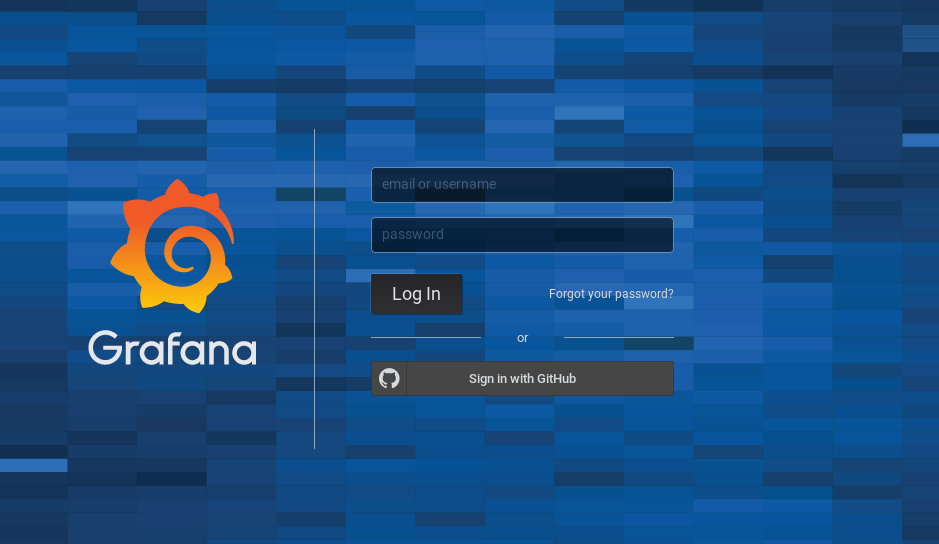 Grafana
email or username
password
Log In
Forgot your password?
or
Sign in with GitHub